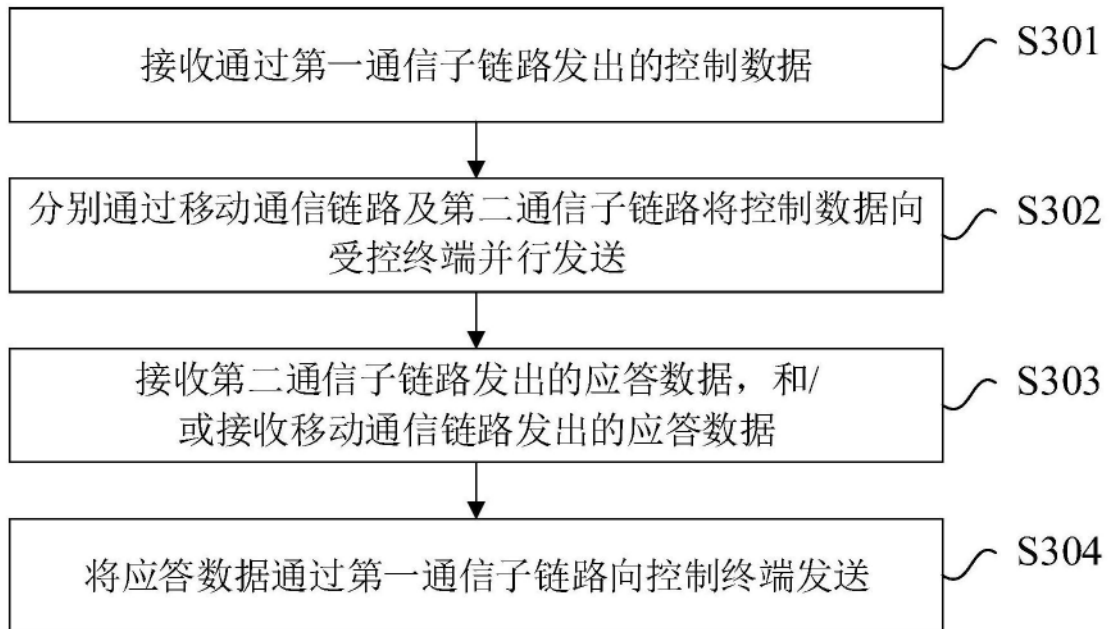 接收通过第一通信子链路发出的控制数据
S301
分别通过移动通信链路及第二通信子链路将控制数据向
受控终端并行发送
S302
接收第二通信子链路发出的应答数据，和/
或接收移动通信链路发出的应答数据
S303
将应答数据通过第一通信子链路向控制终端发送
S304